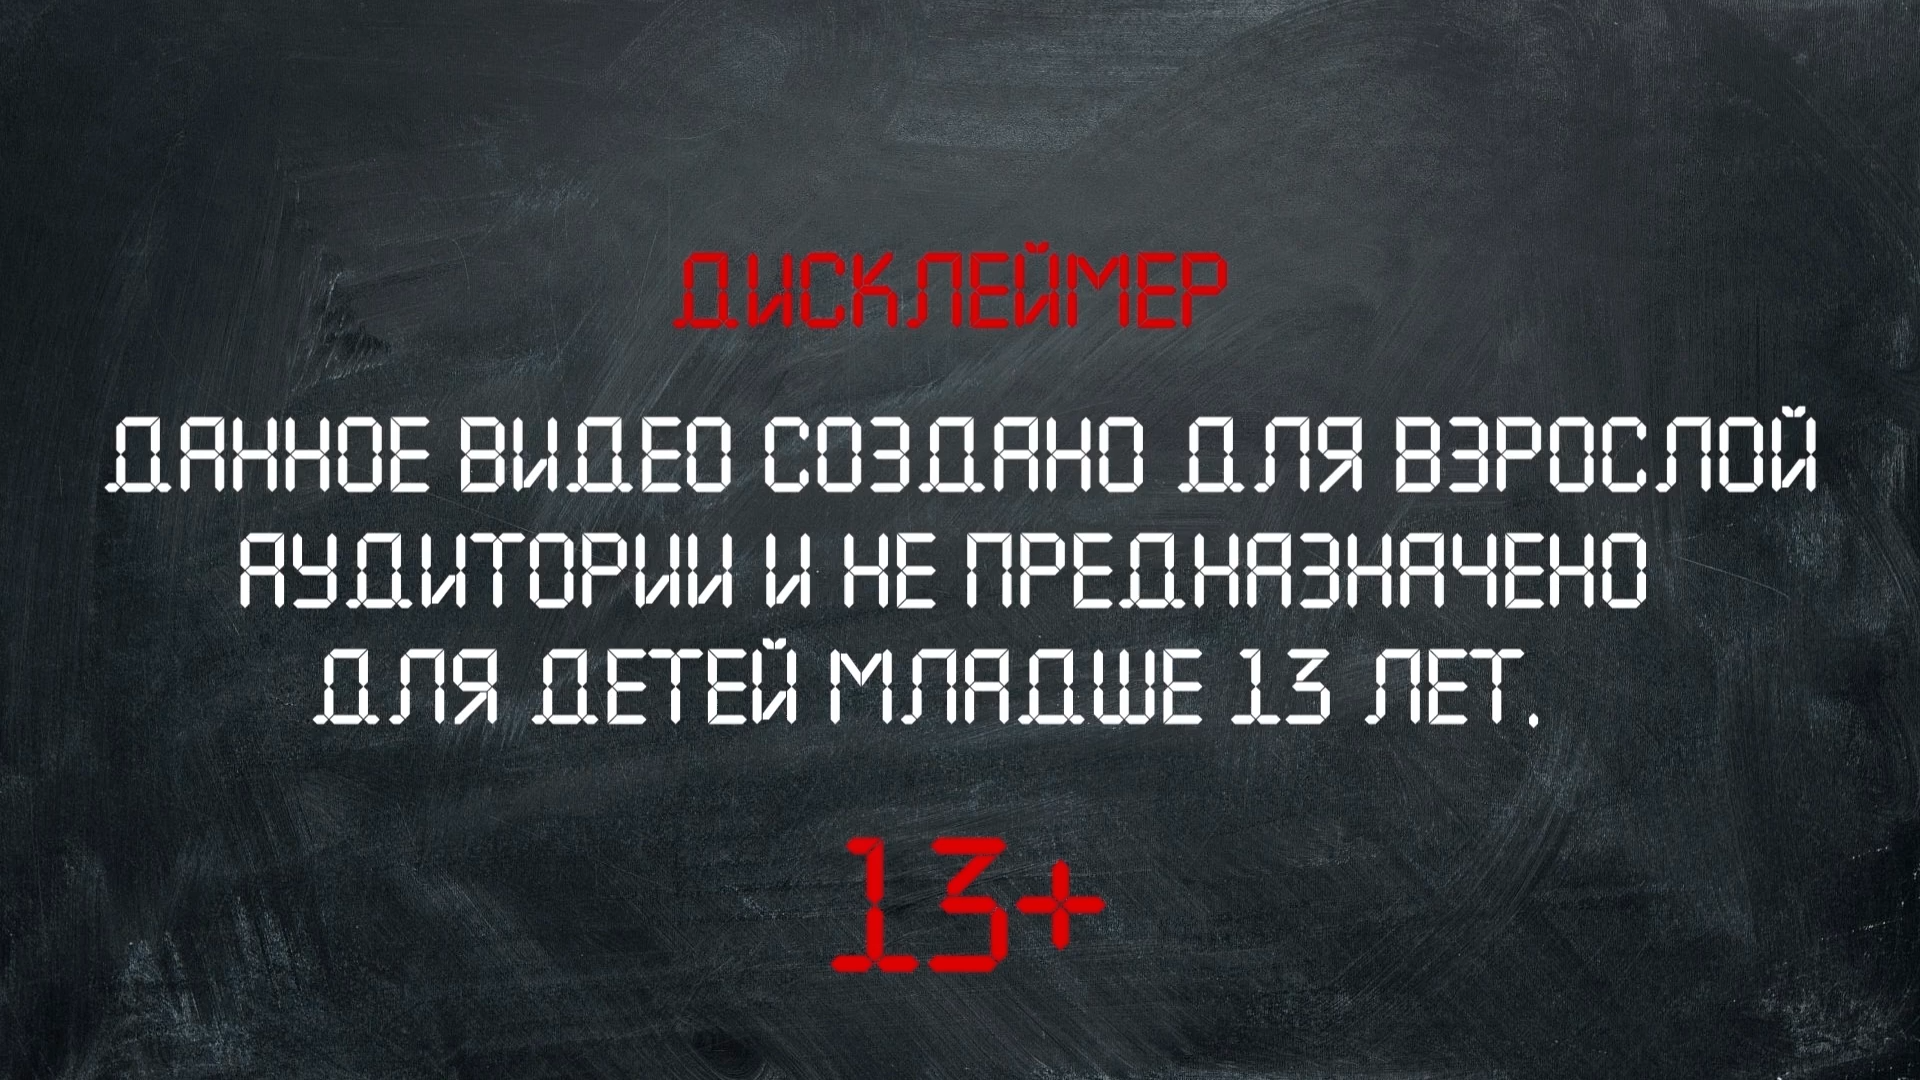 ДИСКЛЕЙМЕР
ДАННОЕ ВИДЕО СОЗДАНО ДЛЯ ВЗРОСЛОЙ
АУДИТОРИИ И НЕ ПРЕДНАЗНАЧЕНО
ДЛЯ ДЕТЕЙ МЛАДШЕ 13 ЛЕТ.
13+